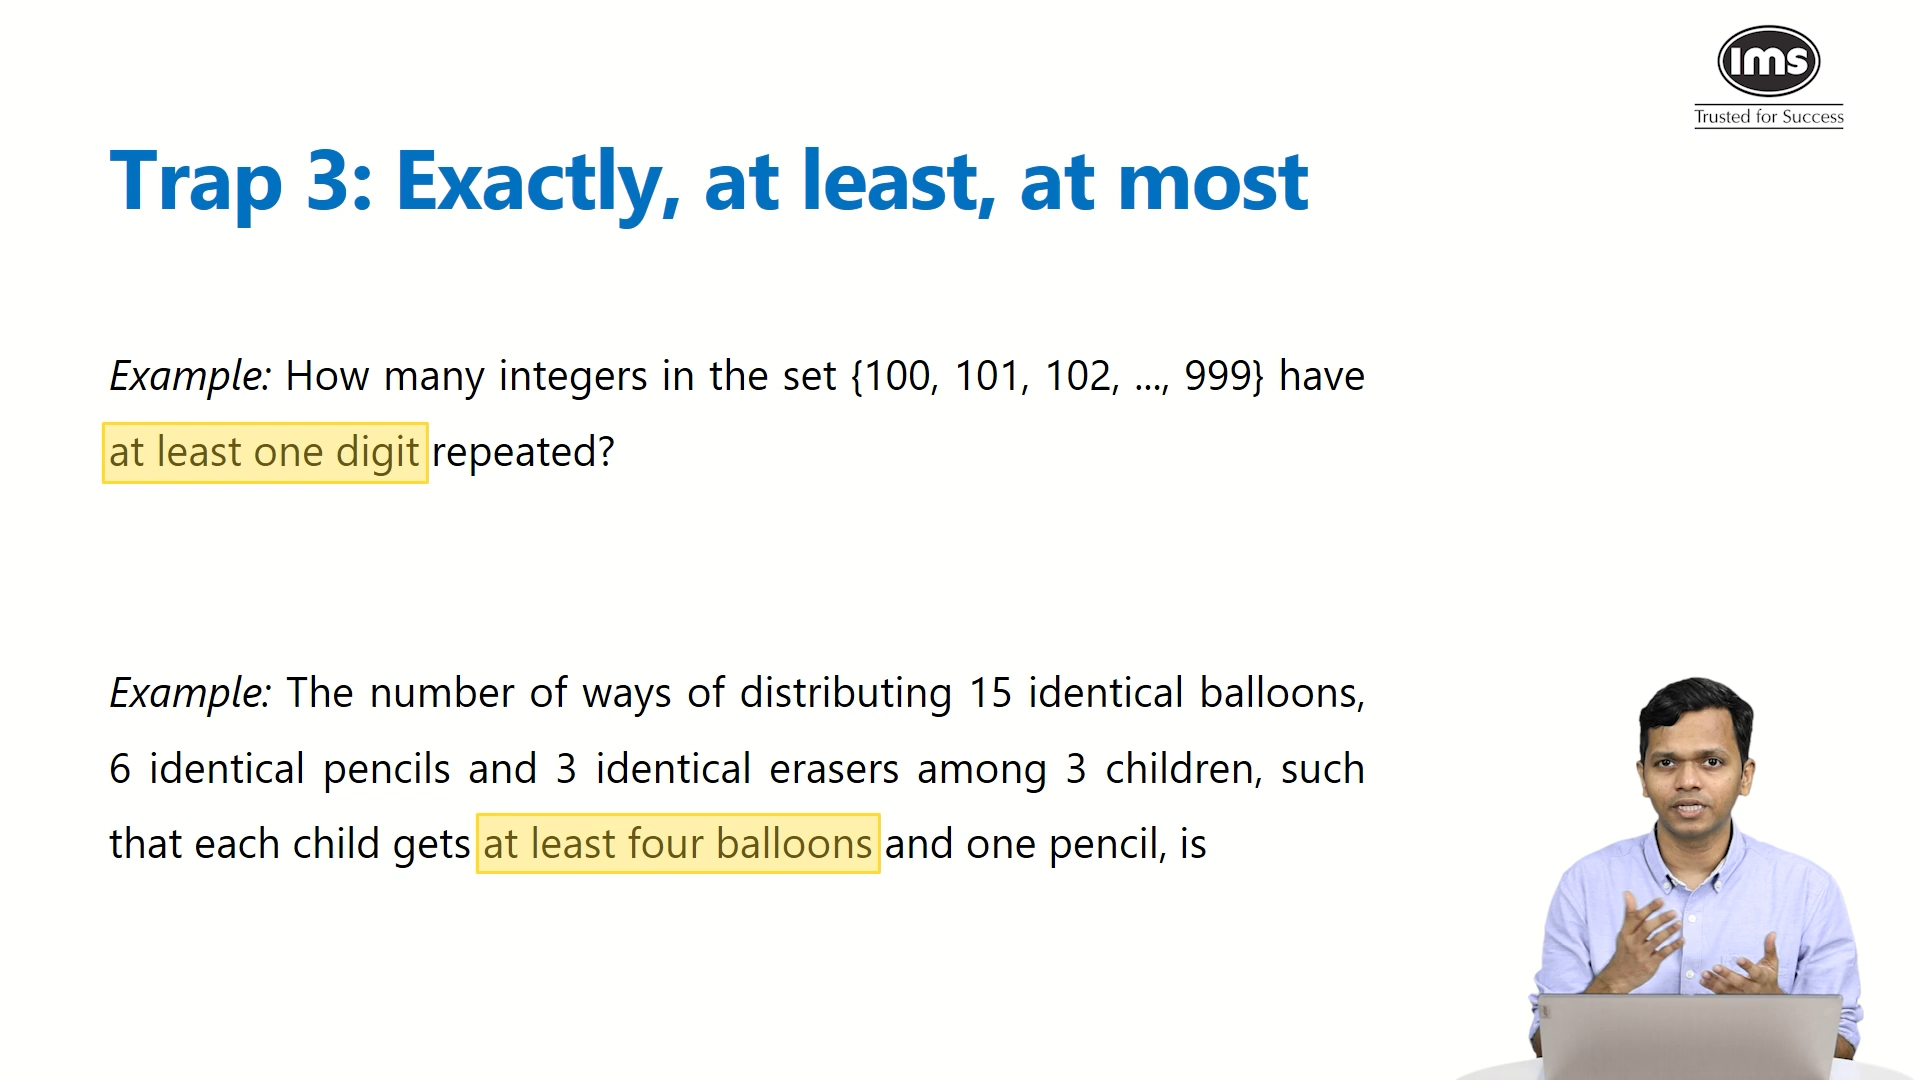 ims
Trusted for Success
Trap 3: Exactly, at least, at most
Example: How many integers in the set {100, 101, 102, ..., 999} have
at least one digit repeated?
Example: The number of ways of distributing 15 identical balloons,
6 identical pencils and 3 identical erasers among 3 children, such
that each child gets at least four balloons and one pencil, is